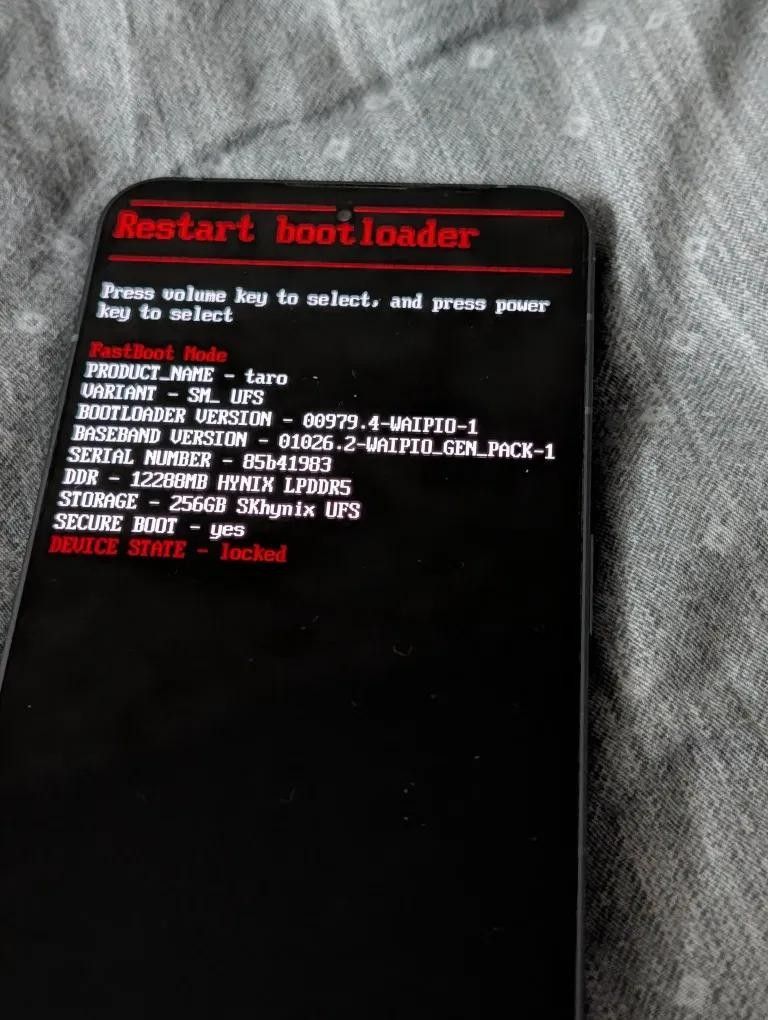 Restart bootloader
Press volume key to select, and press power
key to select
FastBoot Mode
PRODUCT_NAME - taro
VARIANT - SM_ UFS
BOOTLOADER VERSION - 00979.4-WAIPIO-1
BASEBAND VERSION - 01026.2-WAIPIO_GEN_PACK-1
SERIAL NUMBER - 85b41983
DDR - 12288MB HYNIX LPDDR5
STORAGE - 256GB SKhynix UFS
SECURE BOOT - yes
DEVICE STATE - locked